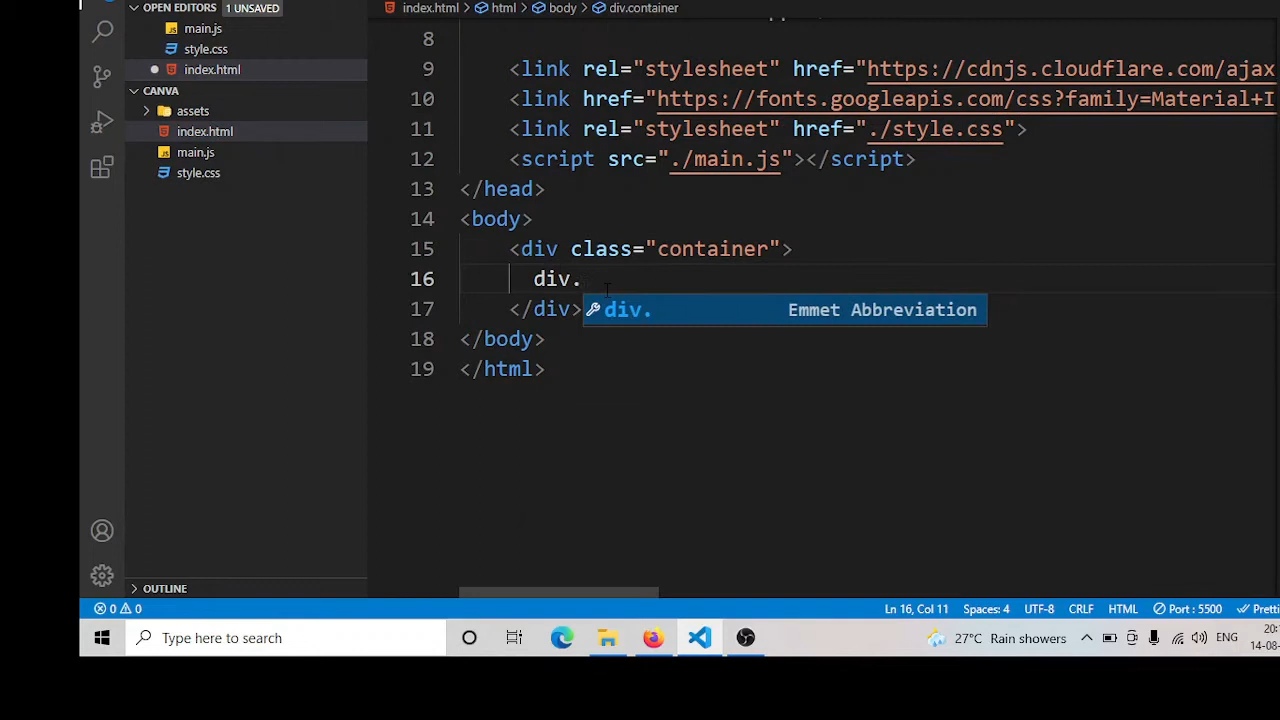 OPEN EDITORS 1 UNSAVED
main.js
style.css
index.html
CANVA
assets
index.html
main.js
style.css
OUTLINE
index.html > html > body > div.container
8
9 <link rel="stylesheet" href="https://cdnjs.cloudflare.com/ajax
10 <link href="https://fonts.googleapis.com/css?family=Material+I
11 <link rel="stylesheet" href="./style.css">
12 <script src="./main.js"></script>
13 </head>
14 <body>
15 <div class="container">
16 div.
17 </div>
div. Emmet Abbreviation
18 </body>
19 </html>
0 0 Ln 16, Col 11 Spaces: 4 UTF-8 CRLF HTML Port : 5500 Pretti
Type here to search 27°C Rain showers ENG 20:
14-08-